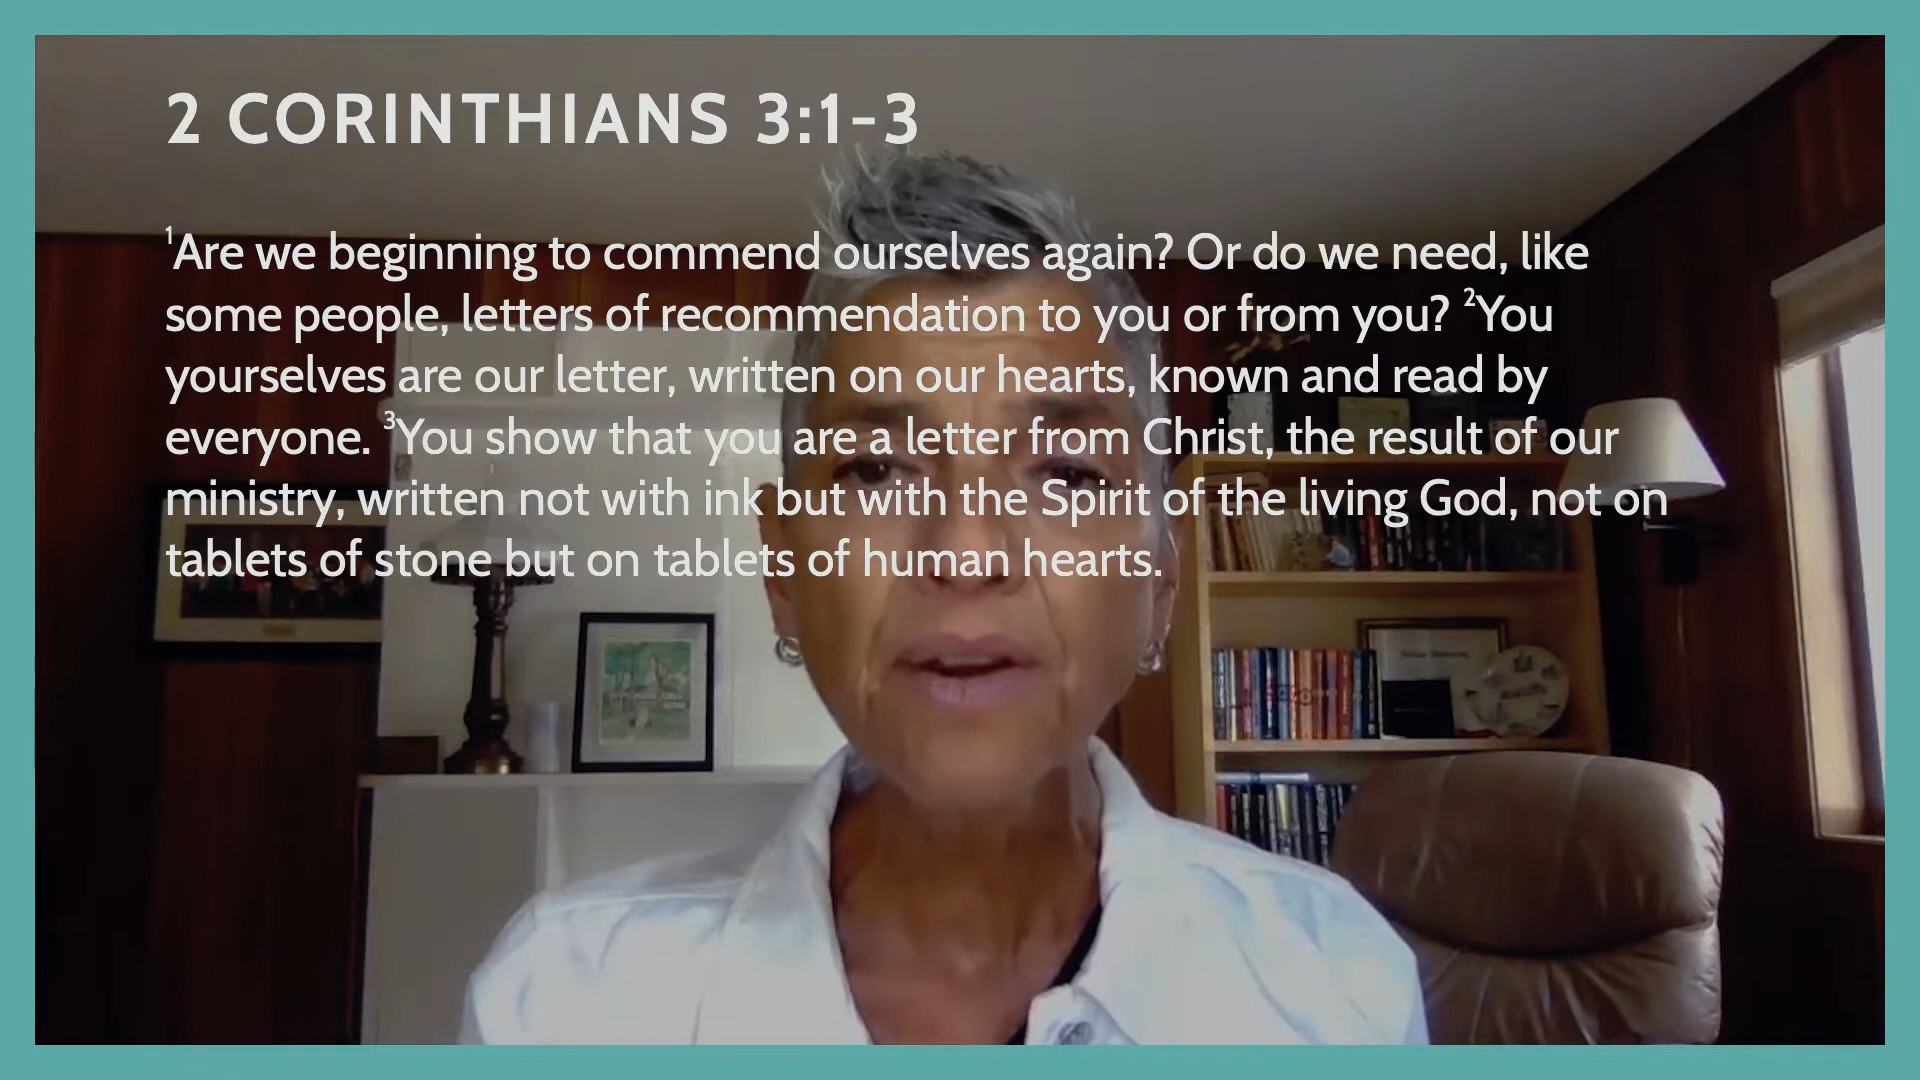 2 CORINTHIANS 3:1-3
¹Are we beginning to commend ourselves again? Or do we need, like
some people, letters of recommendation to you or from you? ²You
yourselves are our letter, written on our hearts, known and read by
everyone. ³You show that you are a letter from Christ, the result of our
ministry, written not with ink but with the Spirit of the living God, not on
tablets of stone but on tablets of human hearts.